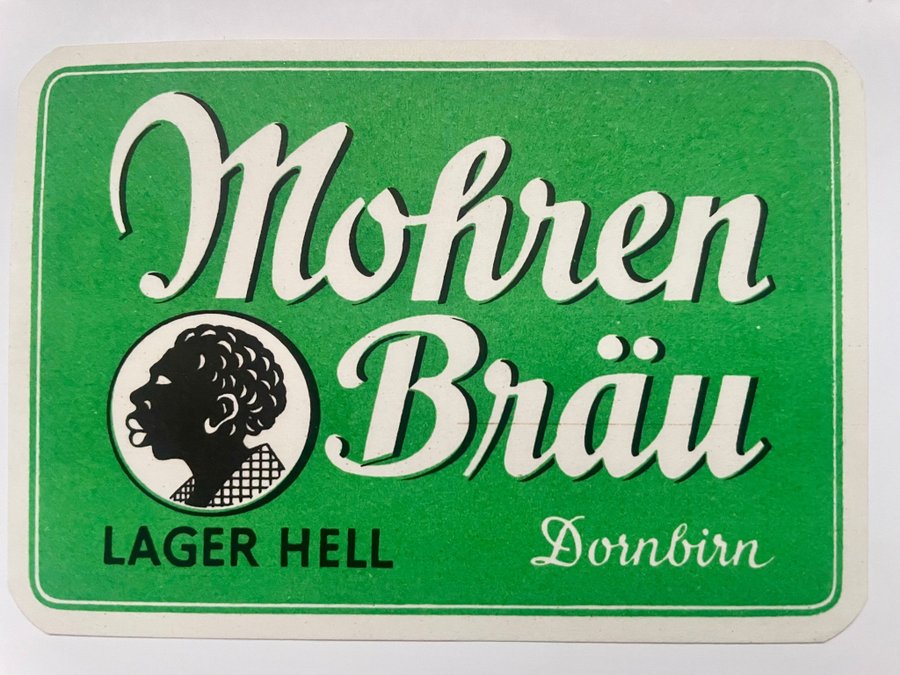 Mohren
Bräu
LAGER HELL
Dornbirn